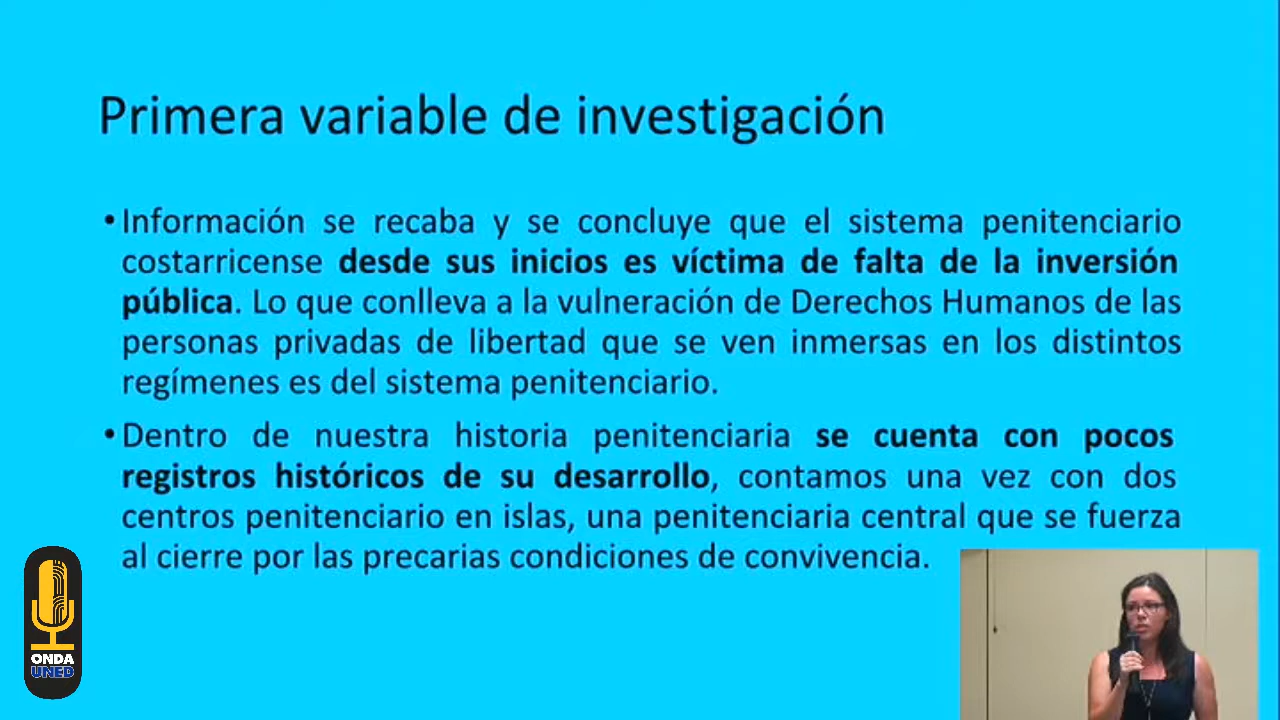 Primera variable de investigación
•Información se recaba y se concluye que el sistema penitenciario
costarricense desde sus inicios es víctima de falta de la inversión
pública. Lo que conlleva a la vulneración de Derechos Humanos de las
personas privadas de libertad que se ven inmersas en los distintos
regímenes es del sistema penitenciario.
•Dentro de nuestra historia penitenciaria se cuenta con pocos
registros históricos de su desarrollo, contamos una vez con dos
centros penitenciario en islas, una penitenciaria central que se fuerza
al cierre por las precarias condiciones de convivencia.
ONDA
UNED